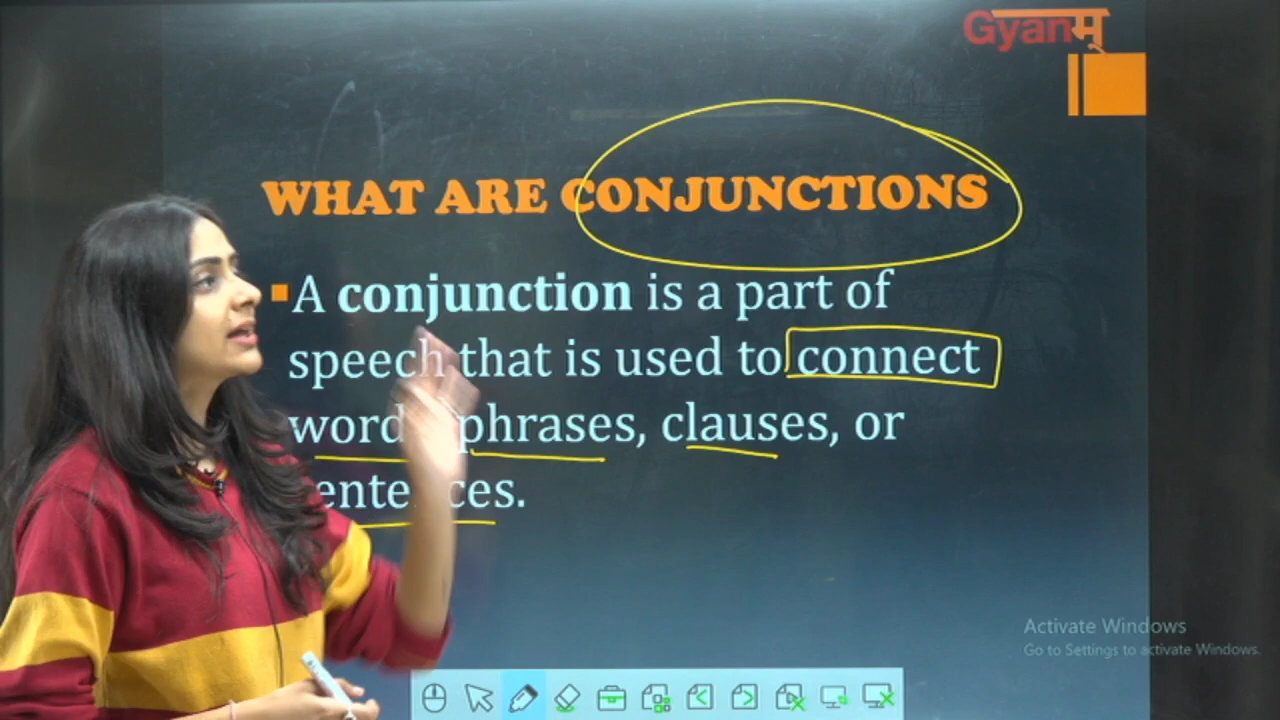 Gyanम्
WHAT ARE CONJUNCTIONS
A conjunction is a part of
speech that is used to connect
word phrases, clauses, or
Activate Windows
Go to Settings to activate Windows.